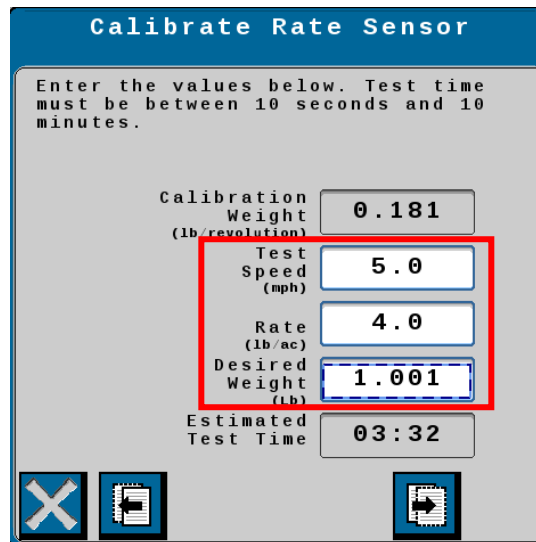 Calibrate Rate Sensor
Enter the values below. Test time
must be between 10 seconds and 10
minutes.
Calibration
Weight
(lb/revolution)
0.181
Test
Speed
(mph)
5.0
Rate
(lb/ac)
4.0
Desired
Weight
(Lb)
1.001
Estimated
Test Time
03:32